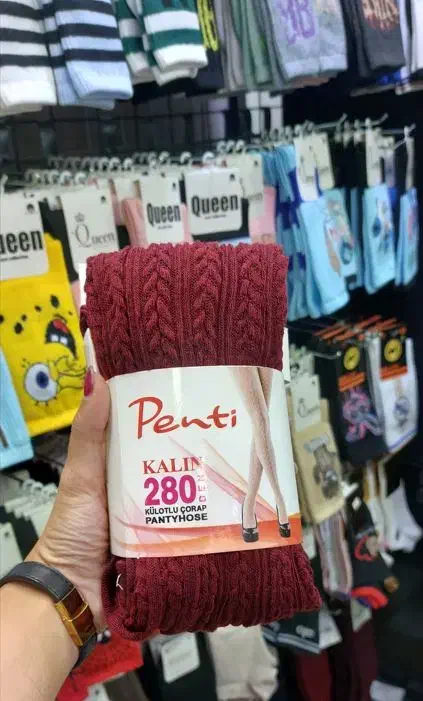 Queen
Queen
Queen
Queen
Penti
KALIN
280
DEN
KÜLOTLU ÇORAP
PANTYHOSE